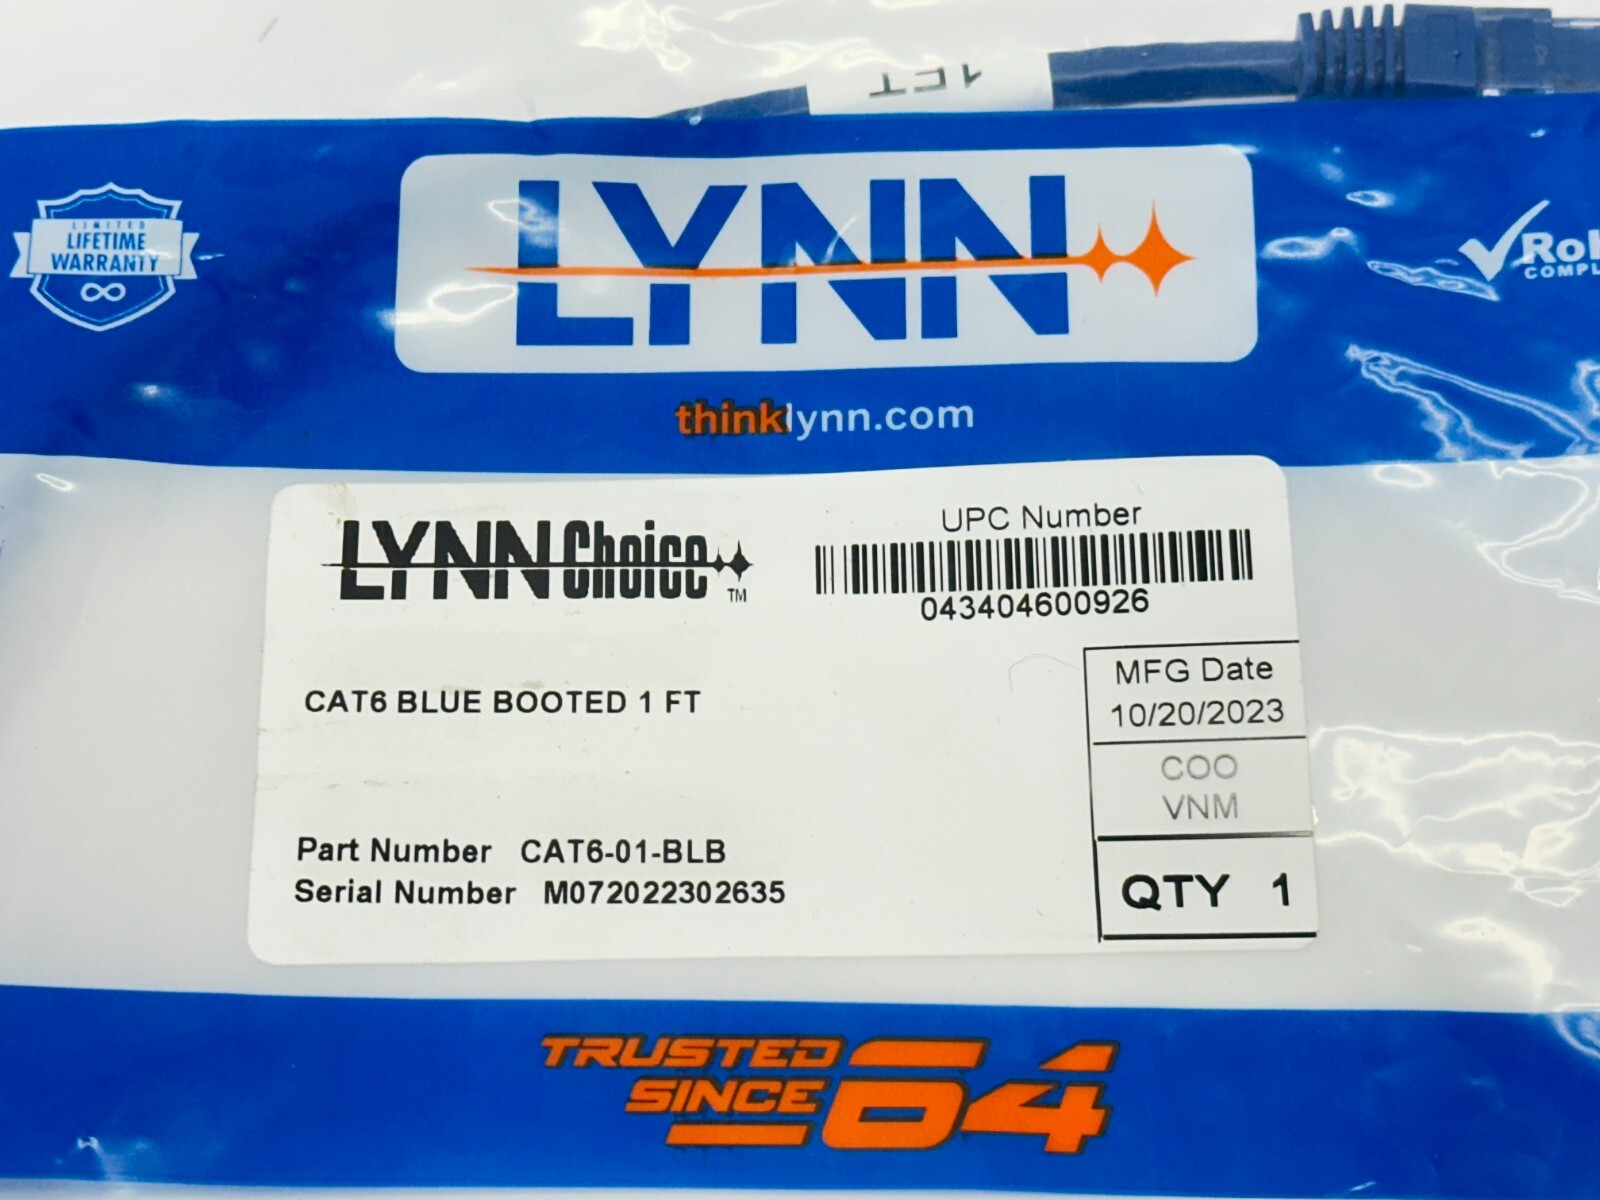 1FT
LYNN
LIMITED
LIFETIME
WARRANTY
thinklynn.com
LYNN Choice
TM
UPC Number
043404600926
CAT6 BLUE BOOTED 1 FT
MFG Date
10/20/2023
COO
VNM
Part Number CAT6-01-BLB
Serial Number M072022302635
QTY 1
TRUSTED
SINCE 64